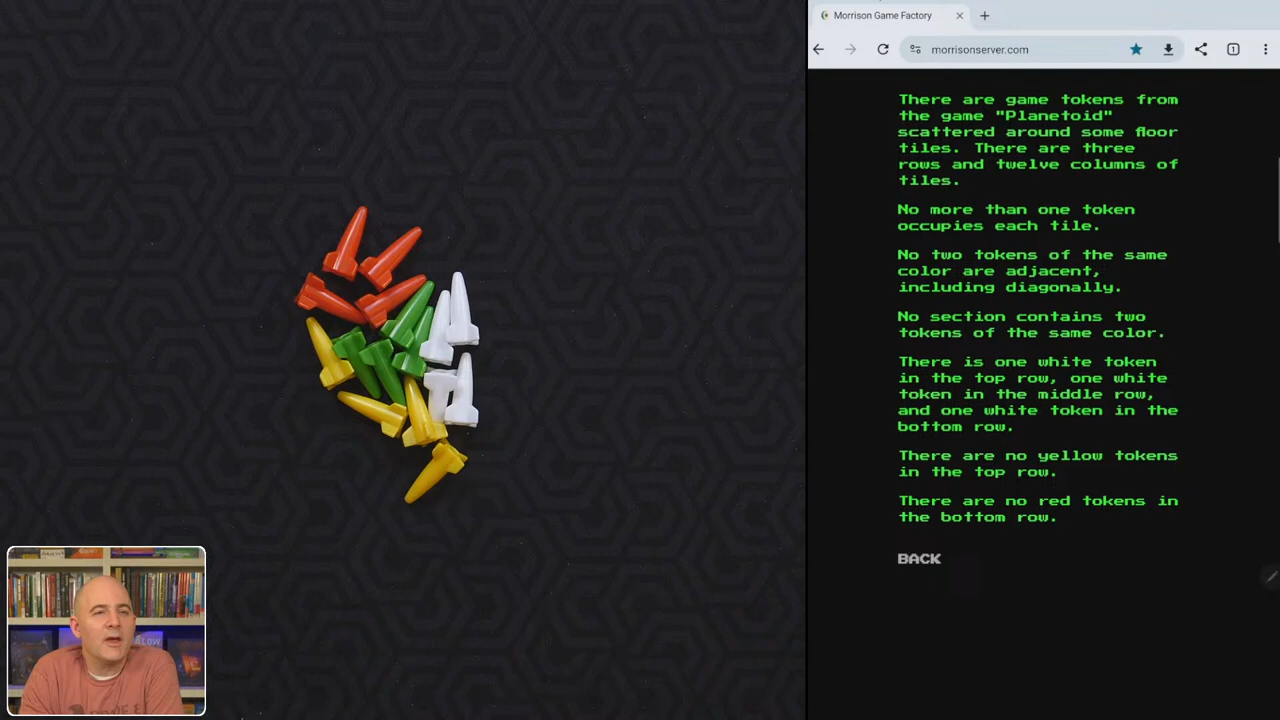 Morrison Game Factory
morrisonserver.com
There are game tokens from
the game "Planetoid"
scattered around some floor
tiles. There are three
rows and twelve columns of
tiles.
No more than one token
occupies each tile.
No two tokens of the same
color are adjacent,
including diagonally.
No section contains two
tokens of the same color.
There is one white token
in the top row, one white
token in the middle row,
and one white token in the
bottom row.
There are no yellow tokens
in the top row.
There are no red tokens in
the bottom row.
BACK